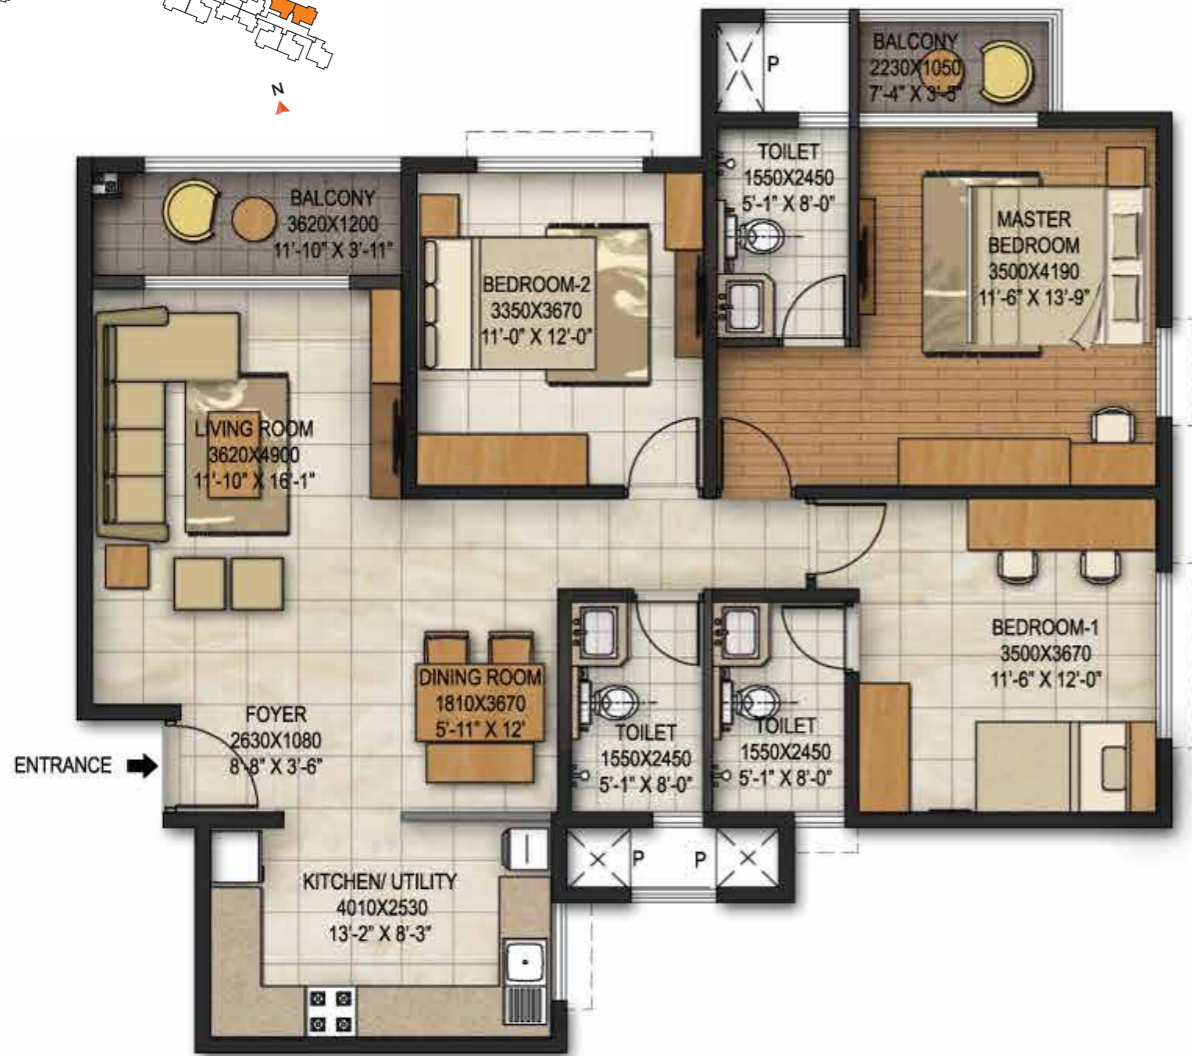 N
P
BALCONY
2230X1050
7'-4" X 3'-5"
TOILET
1550X2450
5'-1" X 8'-0"
BALCONY
3620X1200
11'-10" X 3'-11"
MASTER
BEDROOM
3500X4190
11'-6" X 13'-9"
BEDROOM-2
3350X3670
11'-0" X 12'-0"
LIVING ROOM
3620X4900
11'-10" X 16'-1"
BEDROOM-1
3500X3670
11'-6" X 12'-0"
DINING ROOM
1810X3670
5'-11" X 12'
FOYER
2630X1080
8'-8" X 3'-6"
ENTRANCE
TOILET
1550X2450
5'-1" X 8'-0"
TOILET
1550X2450
5'-1" X 8'-0"
P P
KITCHEN/ UTILITY
4010X2530
13'-2" X 8'-3"